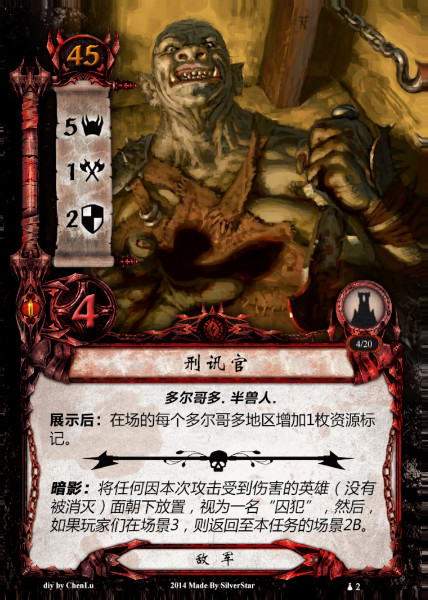 45
5
1
2
4
4/20
刑讯官
多尔哥多. 半兽人.
展示后：在场的每个多尔哥多地区增加1枚资源标
记。
暗影：将任何因本次攻击受到伤害的英雄（没有
被消灭）面朝下放置，视为一名“囚犯”，然后，
如果玩家们在场景3，则返回至本任务的场景2B。
敌军
diy by ChenLu 2014 Made By SilverStar 2